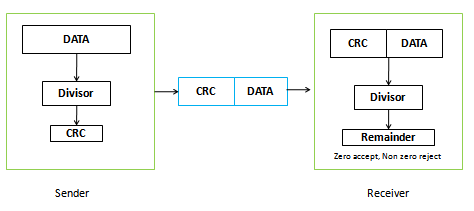 DATA
Divisor
CRC
Sender
CRC DATA
CRC DATA
Divisor
Remainder
Zero accept, Non zero reject
Receiver